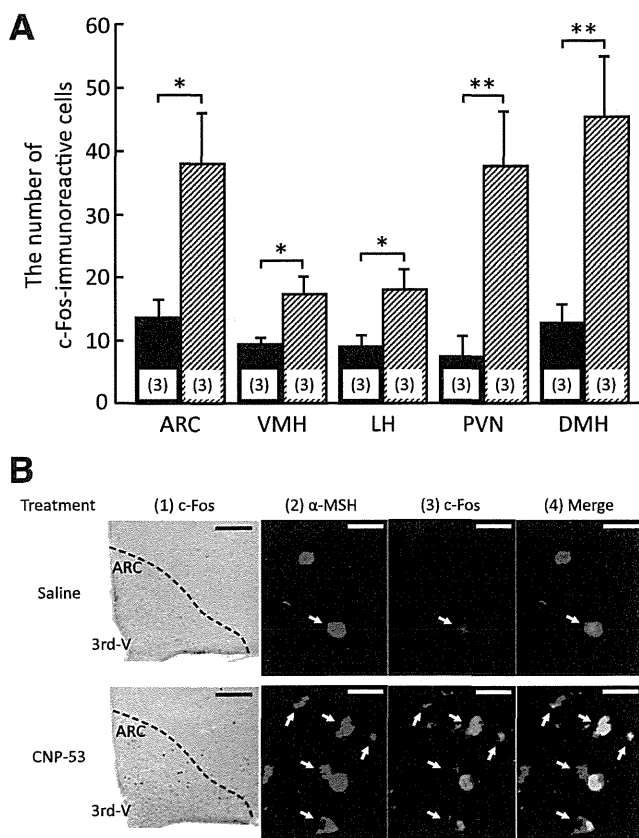 A
The number of
c-Fos-immunoreactive cells
60
50
40
30
20
10
0
* * * ** **
(3) (3) (3) (3) (3) (3) (3) (3) (3) (3)
ARC VMH LH PVN DMH
B
Treatment (1) c-Fos (2) α-MSH (3) c-Fos (4) Merge
Saline
ARC
3rd-V
CNP-53
ARC
3rd-V